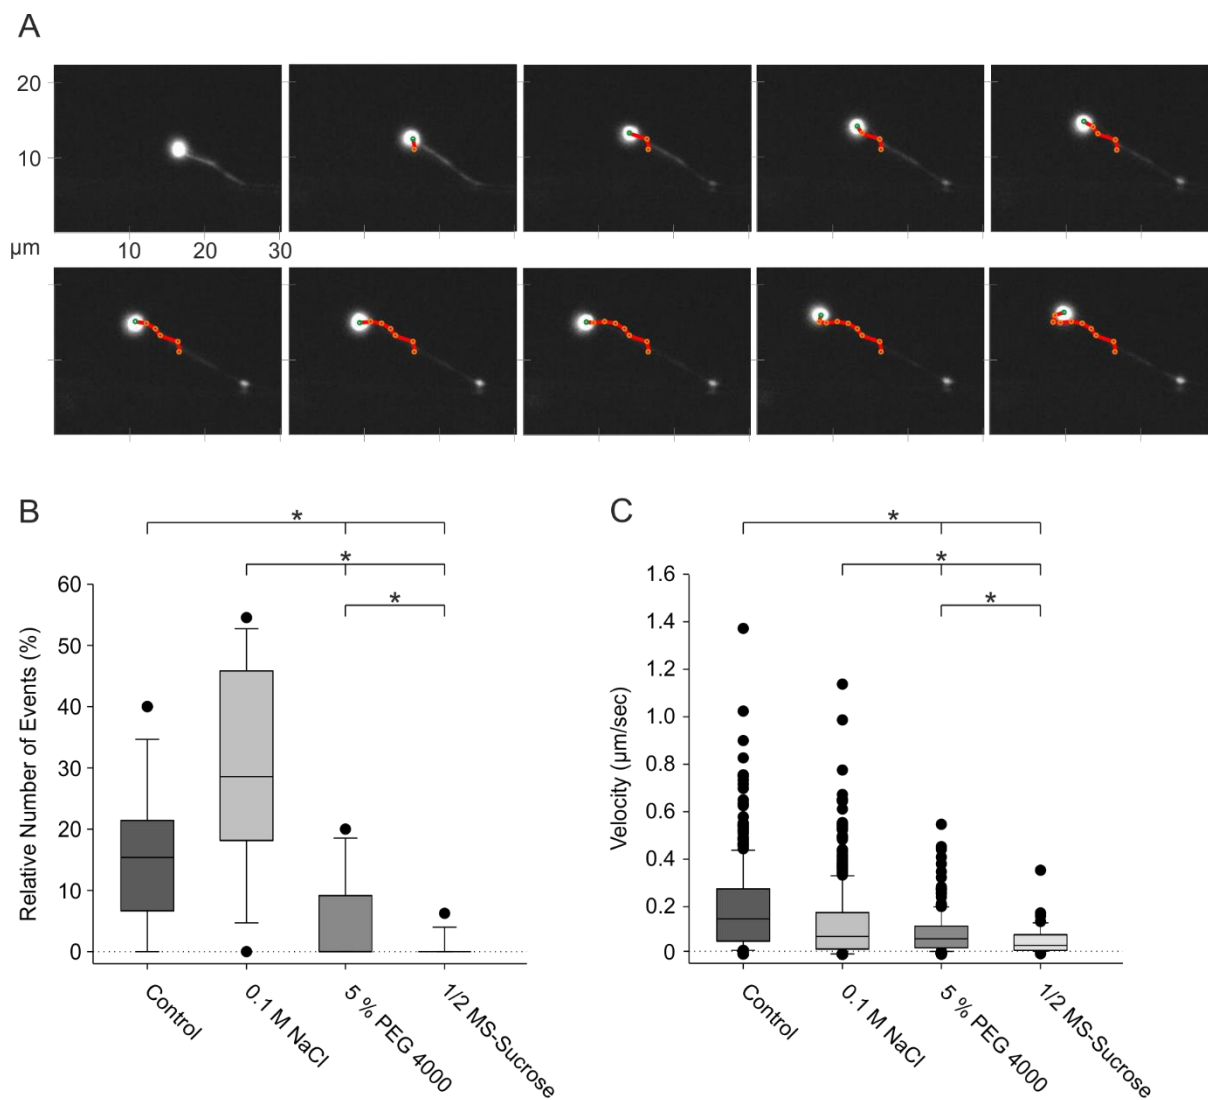 A
20
10
µm
10 20 30
B
C
* *
* *
* *
Relative Number of Events (%)
60
50
40
30
20
10
0
Control
0.1 M NaCl
5 % PEG 4000
1/2 MS-Sucrose
Velocity (µm/sec)
1.6
1.4
1.2
1.0
0.8
0.6
0.4
0.2
0
Control
0.1 M NaCl
5 % PEG 4000
1/2 MS-Sucrose